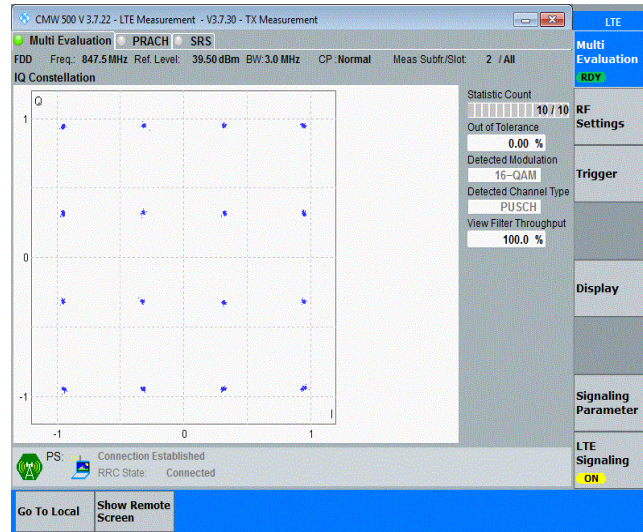 CMW 500 V 3.7.22 - LTE Measurement - V3.7.30 - TX Measurement
LTE
Multi Evaluation PRACH SRS
Multi
Evaluation
RDY
FDD Freq.: 847.5 MHz Ref. Level: 39.50 dBm BW: 3.0 MHz CP : Normal Meas Subfr./Slot: 2 / All
IQ Constellation
Q
1
0
-1
-1 0 1
I
Statistic Count
10 / 10
Out of Tolerance
0.00 %
Detected Modulation
16-QAM
Detected Channel Type
PUSCH
View Filter Throughput
100.0 %
RF
Settings
Trigger
Display
Signaling
Parameter
LTE
Signaling
ON
PS: Connection Established
RRC State: Connected
Go To Local
Show Remote
Screen